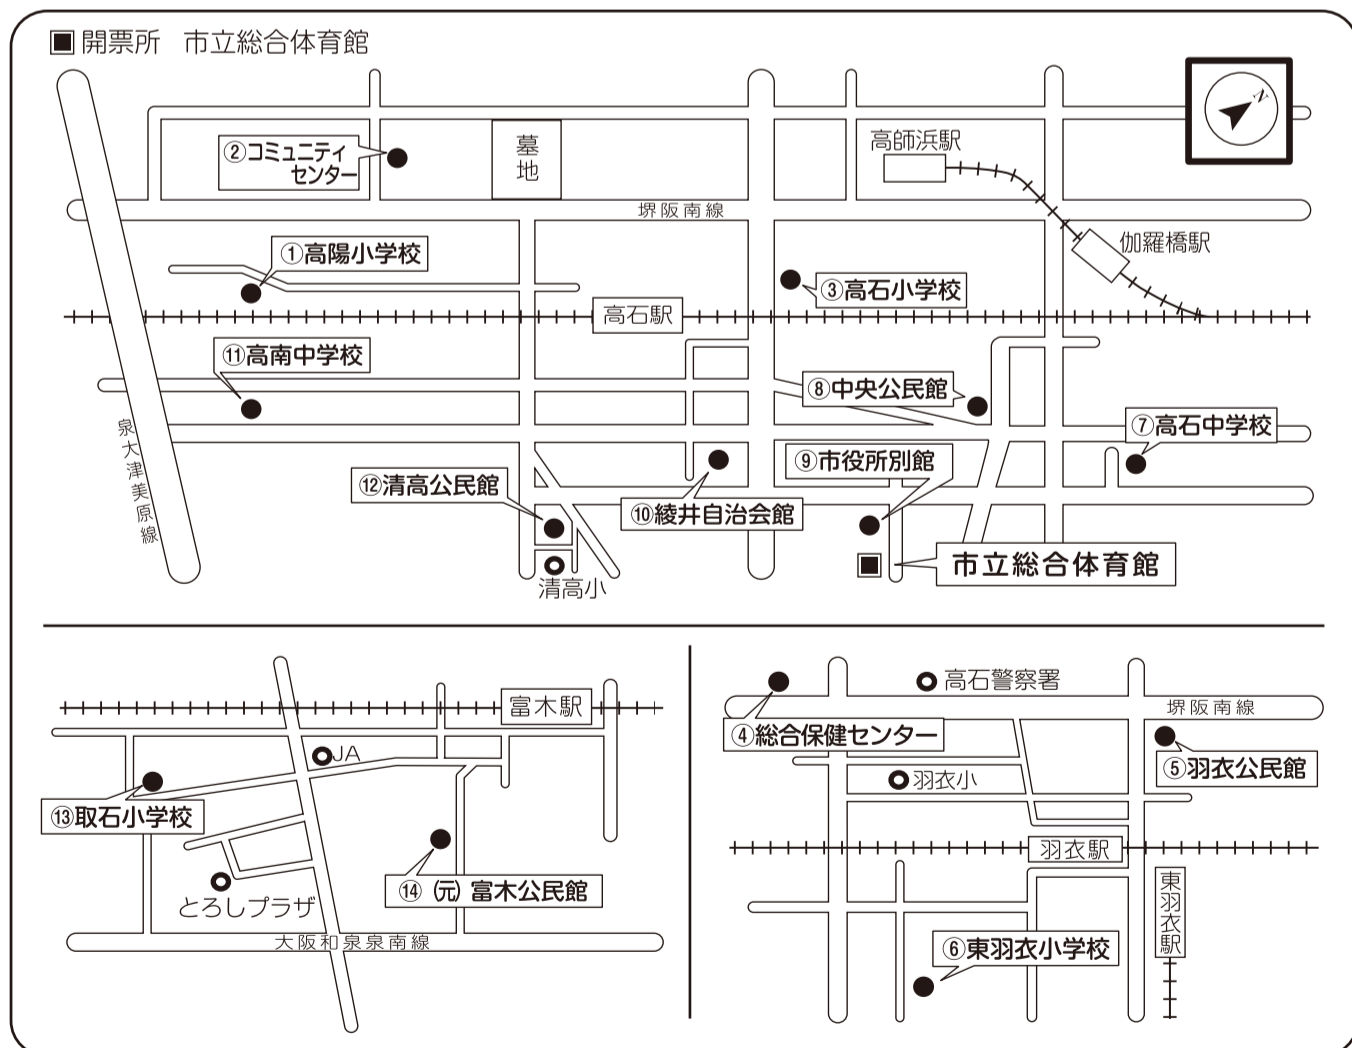 ■ 開票所 市立総合体育館
N
②コミュニティ
センター
墓地
高師浜駅
堺阪南線
伽羅橋駅
①高陽小学校
③高石小学校
高石駅
⑪高南中学校
⑧中央公民館
⑦高石中学校
泉大津美原線
⑨市役所別館
⑫清高公民館
⑩綾井自治会館
市立総合体育館
清高小
富木駅
JA
⑬取石小学校
⑭(元)富木公民館
とろしプラザ
大阪和泉泉南線
高石警察署
堺阪南線
④総合保健センター
⑤羽衣公民館
羽衣小
羽衣駅
東羽衣駅
⑥東羽衣小学校